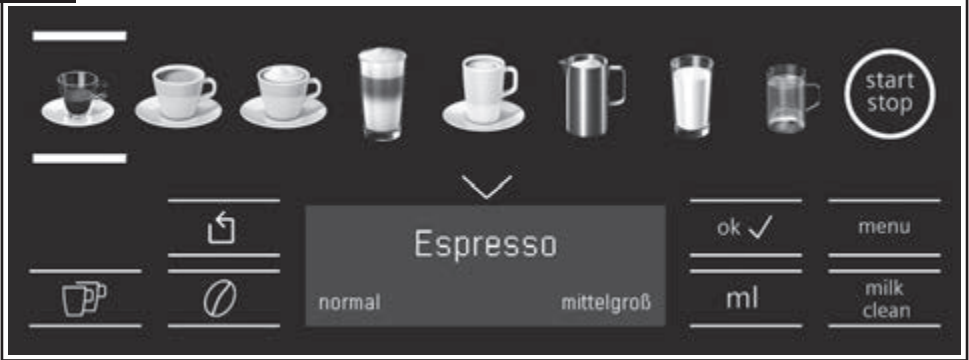 start
stop
Espresso
normal mittelgroß
ok
menu
ml
milk
clean